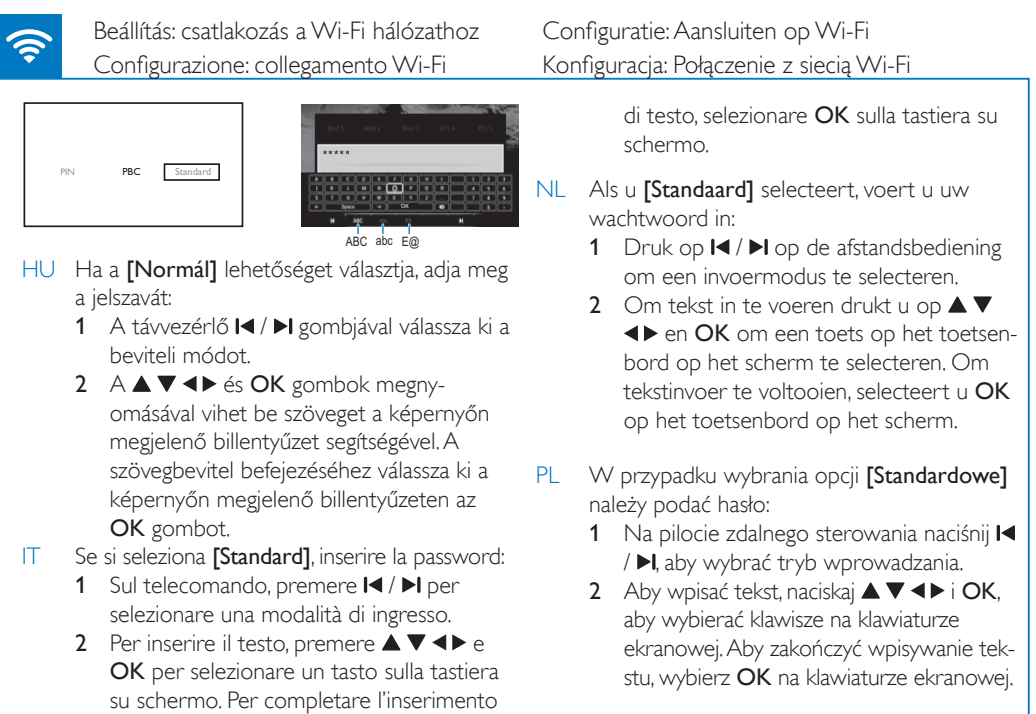 Beállítás: csatlakozás a Wi-Fi hálózathoz
Configurazione: collegamento Wi-Fi
Configuratie: Aansluiten op Wi-Fi
Konfiguracja: Połączenie z siecią Wi-Fi
PIN PBC Standard
*****
Space OK
ABC abc E@
HU Ha a [Normál] lehetőséget választja, adja meg
a jelszavát:
1 A távvezérlő |◀ / ▶| gombjával válassza ki a
beviteli módot.
2 A ▲ ▼ ◀▶ és OK gombok megny-
omásával vihet be szöveget a képernyőn
megjelenő billentyűzet segítségével. A
szövegbevitel befejezéséhez válassza ki a
képernyőn megjelenő billentyűzeten az
OK gombot.
IT Se si seleziona [Standard], inserire la password:
1 Sul telecomando, premere |◀ / ▶| per
selezionare una modalità di ingresso.
2 Per inserire il testo, premere ▲ ▼ ◀▶ e
OK per selezionare un tasto sulla tastiera
su schermo. Per completare l’inserimento
di testo, selezionare OK sulla tastiera su
schermo.
NL Als u [Standaard] selecteert, voert u uw
wachtwoord in:
1 Druk op |◀ / ▶| op de afstandsbediening
om een invoermodus te selecteren.
2 Om tekst in te voeren drukt u op ▲ ▼
◀▶ en OK om een toets op het toetsen-
bord op het scherm te selecteren. Om
tekstinvoer te voltooien, selecteert u OK
op het toetsenbord op het scherm.
PL W przypadku wybrania opcji [Standardowe]
należy podać hasło:
1 Na pilocie zdalnego sterowania naciśnij |◀
/ ▶|, aby wybrać tryb wprowadzania.
2 Aby wpisać tekst, naciskaj ▲ ▼ ◀▶ i OK,
aby wybierać klawisze na klawiaturze
ekranowej. Aby zakończyć wpisywanie tek-
stu, wybierz OK na klawiaturze ekranowej.